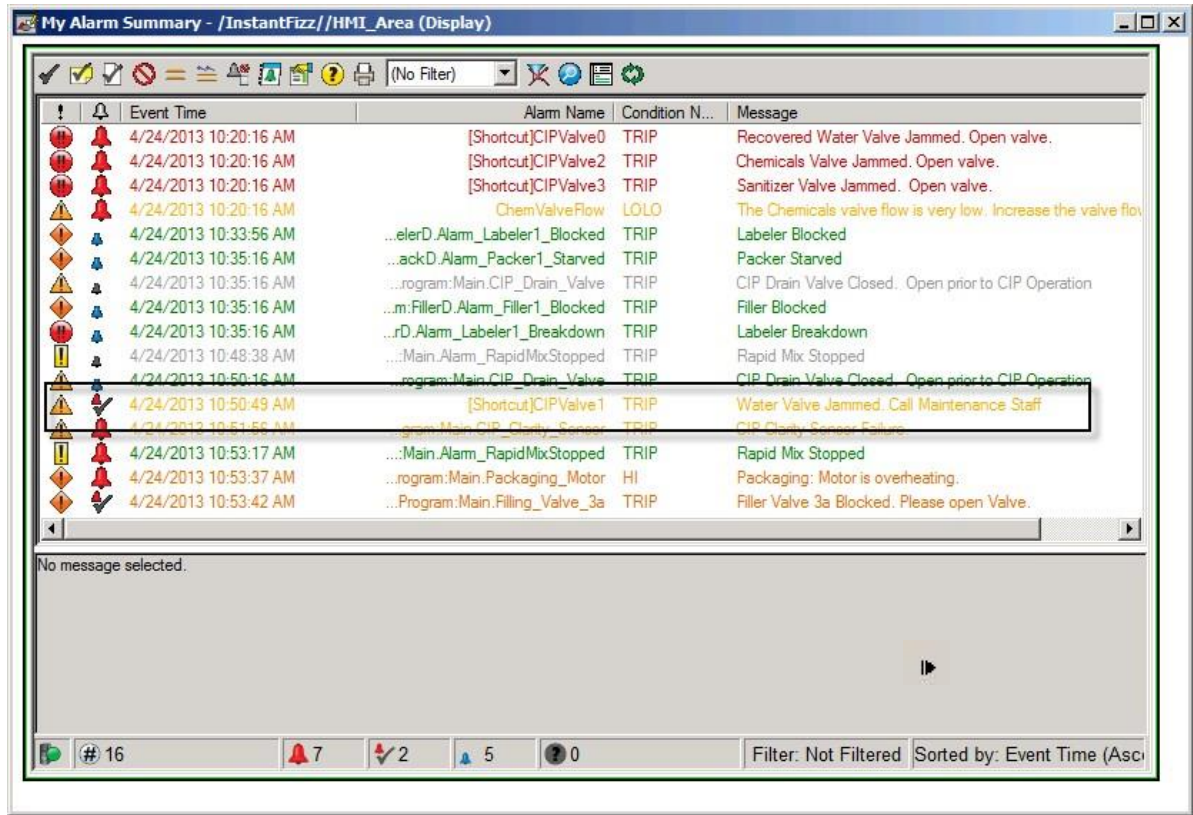 My Alarm Summary - /InstantFizz//HMI_Area (Display)
(No Filter)
! Event Time Alarm Name Condition N... Message
4/24/2013 10:20:16 AM [Shortcut]CIPValve0 TRIP Recovered Water Valve Jammed. Open valve.
4/24/2013 10:20:16 AM [Shortcut]CIPValve2 TRIP Chemicals Valve Jammed. Open valve.
4/24/2013 10:20:16 AM [Shortcut]CIPValve3 TRIP Sanitizer Valve Jammed. Open valve.
4/24/2013 10:20:16 AM ChemValveFlow LOLO The Chemicals valve flow is very low. Increase the valve flov
4/24/2013 10:33:56 AM ...elerD.Alarm_Labeler1_Blocked TRIP Labeler Blocked
4/24/2013 10:35:16 AM ...ackD.Alarm_Packer1_Starved TRIP Packer Starved
4/24/2013 10:35:16 AM ...rogram:Main.CIP_Drain_Valve TRIP CIP Drain Valve Closed. Open prior to CIP Operation
4/24/2013 10:35:16 AM ...m:FillerD.Alarm_Filler1_Blocked TRIP Filler Blocked
4/24/2013 10:35:16 AM ...rD.Alarm_Labeler1_Breakdown TRIP Labeler Breakdown
4/24/2013 10:48:38 AM ...:Main.Alarm_RapidMixStopped TRIP Rapid Mix Stopped
4/24/2013 10:50:16 AM ...rogram:Main.CIP_Drain_Valve TRIP CIP Drain Valve Closed. Open prior to CIP Operation
4/24/2013 10:50:49 AM [Shortcut]CIPValve1 TRIP Water Valve Jammed. Call Maintenance Staff
4/24/2013 10:51:56 AM ...gram:Main.CIP_Clarity_Sensor TRIP CIP Clarity Sensor Failure.
4/24/2013 10:53:17 AM ...:Main.Alarm_RapidMixStopped TRIP Rapid Mix Stopped
4/24/2013 10:53:37 AM ...rogram:Main.Packaging_Motor HI Packaging: Motor is overheating.
4/24/2013 10:53:42 AM ...Program:Main.Filling_Valve_3a TRIP Filler Valve 3a Blocked. Please open Valve.
No message selected.
# 16 7 2 5 ? 0 Filter: Not Filtered Sorted by: Event Time (Asc